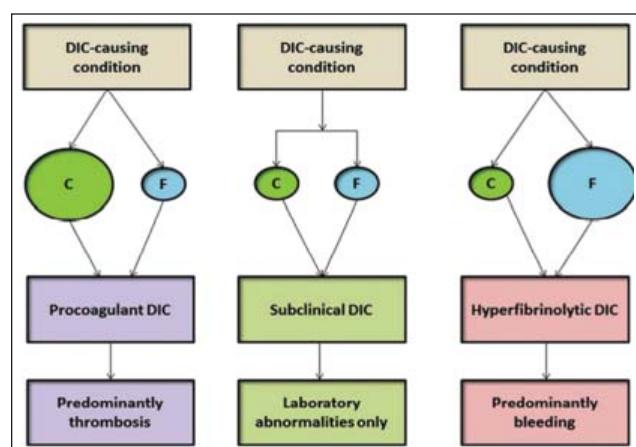 DIC-causing
condition
DIC-causing
condition
DIC-causing
condition
C
F
C
F
C
F
Procoagulant DIC
Subclinical DIC
Hyperfibrinolytic DIC
Predominantly
thrombosis
Laboratory
abnormalities only
Predominantly
bleeding